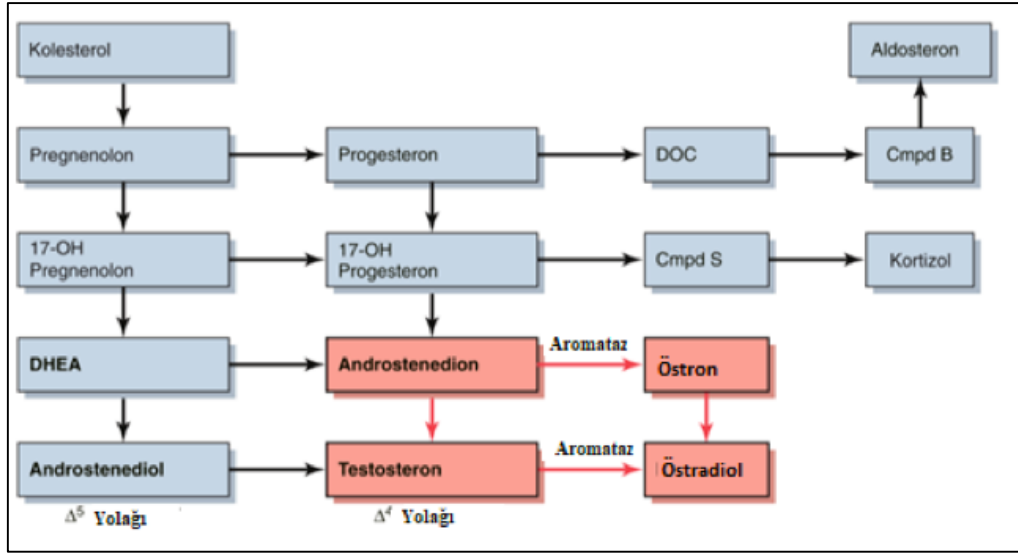 Kolesterol
Aldosteron
Pregnenolon
Progesteron
DOC
Cmpd B
17-OH
Pregnenolon
17-OH
Progesteron
Cmpd S
Kortizol
DHEA
Androstenedion
Aromataz
Östron
Androstenediol
Testosteron
Aromataz
Östradiol
Δ⁵ Yolağı
Δ⁴ Yolağı